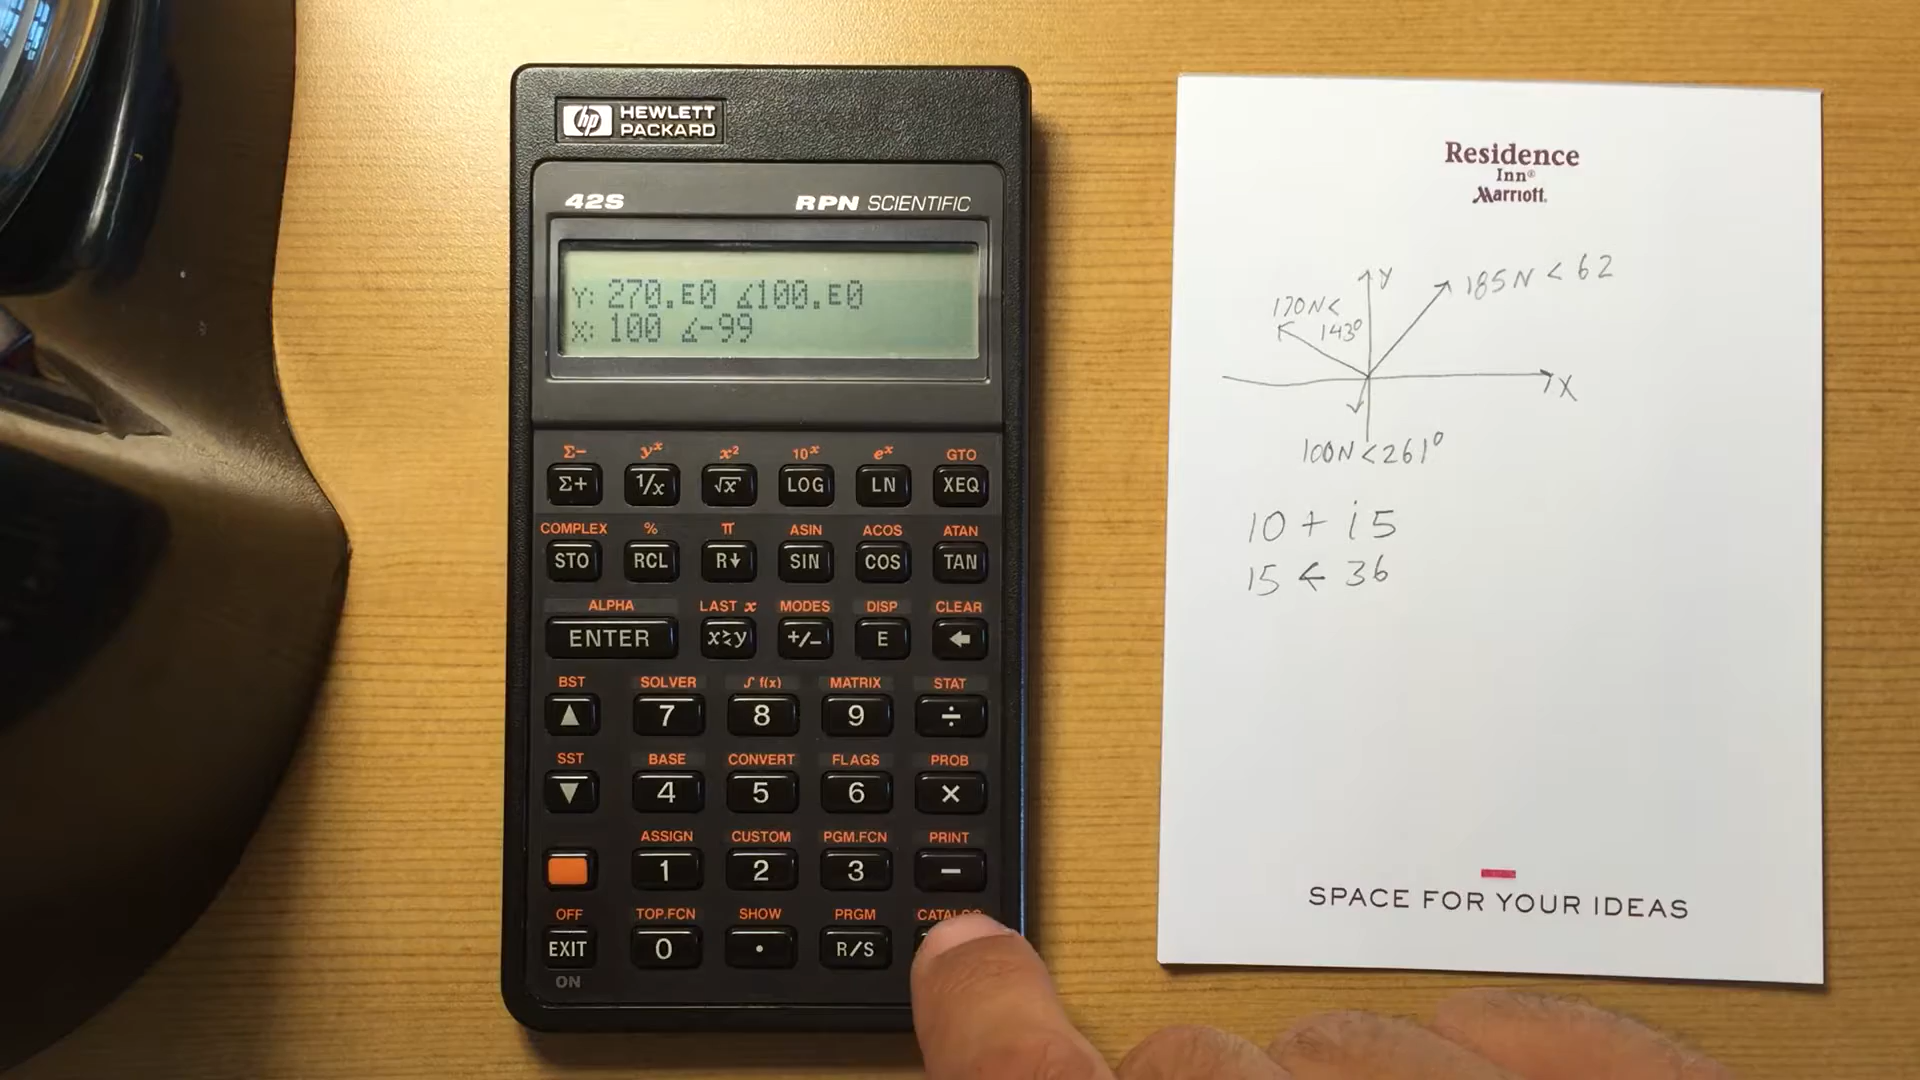 hp HEWLETT
PACKARD
42S RPN SCIENTIFIC
Y: 270.E0 ∡100.E0
X: 100 ∡-99
Σ− yˣ x² 10ˣ eˣ GTO
Σ+ 1/x √x LOG LN XEQ
COMPLEX % π ASIN ACOS ATAN
STO RCL R↓ SIN COS TAN
ALPHA LAST x MODES DISP CLEAR
ENTER x≷y +/− E ←
BST SOLVER ∫f(x) MATRIX STAT
▲ 7 8 9 ÷
SST BASE CONVERT FLAGS PROB
▼ 4 5 6 ×
ASSIGN CUSTOM PGM.FCN PRINT
1 2 3 −
OFF TOP.FCN SHOW PRGM
EXIT 0 · R/S
ON
Residence
Inn®
Marriott.
Y
185N < 62
170N <
143°
X
100N < 261°
10 + i5
15 < 36
SPACE FOR YOUR IDEAS